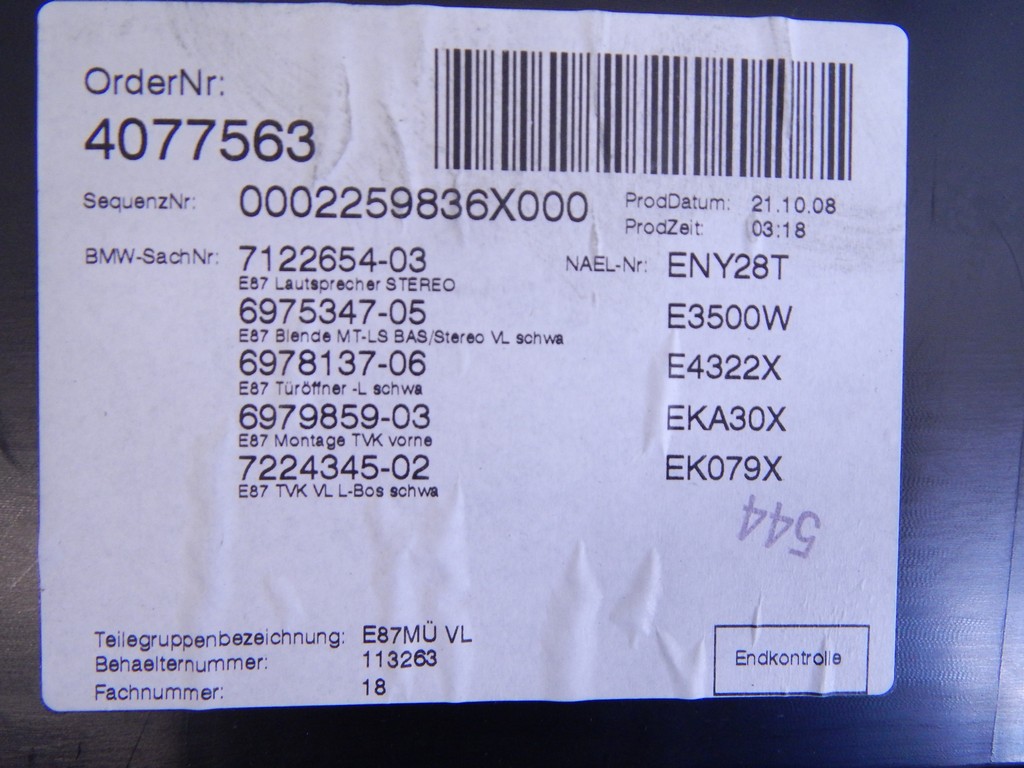 OrderNr:
4077563
SequenzNr: 0002259836X000 ProdDatum: 21.10.08
ProdZeit: 03:18
BMW-SachNr: 7122654-03 NAEL-Nr: ENY28T
E87 Lautsprecher STEREO
6975347-05 E3500W
E87 Blende MT-LS BAS/Stereo VL schwa
6978137-06 E4322X
E87 Türöffner -L schwa
6979859-03 EKA30X
E87 Montage TVK vorne
7224345-02 EK079X
E87 TVK VL L-Bos schwa
544
Teilegruppenbezeichnung: E87MÜ VL
Behaelternummer: 113263
Fachnummer: 18
Endkontrolle